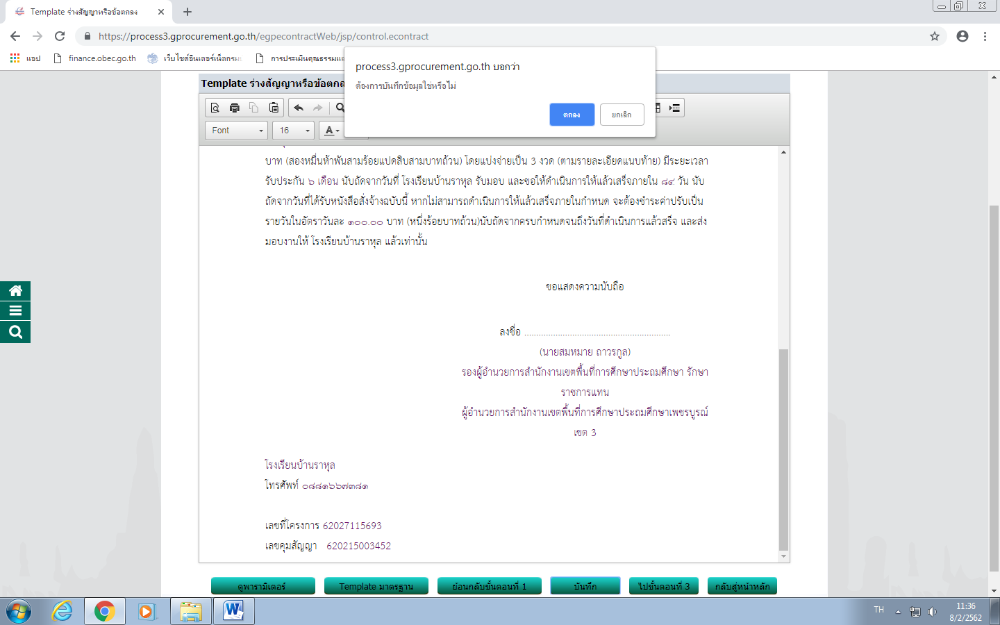 Template ร่างสัญญาหรือข้อตกลง
https://process3.gprocurement.go.th/egpecontractWeb/jsp/control.econtract
แอป
finance.obec.go.th
เว็บไซต์อินเตอร์เน็ตกรม
การประเมินคุณธรรมแล
process3.gprocurement.go.th บอกว่า
ต้องการบันทึกข้อมูลใช่หรือไม่
ตกลง
ยกเลิก
Template ร่างสัญญาหรือข้อตกล
Font
16
A
บาท (สองหมื่นห้าพันสามร้อยแปดสิบสามบาทถ้วน) โดยแบ่งจ่ายเป็น 3 งวด (ตามรายละเอียดแนบท้าย) มีระยะเวลา
รับประกัน ๖ เดือน นับถัดจากวันที่ โรงเรียนบ้านราหุล รับมอบ และขอให้ดำเนินการให้แล้วเสร็จภายใน ๘๙ วัน นับ
ถัดจากวันที่ได้รับหนังสือสั่งจ้างฉบับนี้ หากไม่สามารถดำเนินการให้แล้วเสร็จภายในกำหนด จะต้องชำระค่าปรับเป็น
รายวันในอัตราวันละ ๑๐๐.๐๐ บาท (หนึ่งร้อยบาทถ้วน)นับถัดจากครบกำหนดจนถึงวันที่ดำเนินการแล้วเสร็จ และส่ง
มอบงานให้ โรงเรียนบ้านราหุล แล้วเท่านั้น
ขอแสดงความนับถือ
ลงชื่อ .............................................................
(นายสมหมาย ถาวรกูล)
รองผู้อำนวยการสำนักงานเขตพื้นที่การศึกษาประถมศึกษา รักษา
ราชการแทน
ผู้อำนวยการสำนักงานเขตพื้นที่การศึกษาประถมศึกษาเพชรบูรณ์
เขต 3
โรงเรียนบ้านราหุล
โทรศัพท์ ๐๘๘๑๖๖๗๓๘๑
เลขที่โครงการ 62027115693
เลขคุมสัญญา 620215003452
ดูพารามิเตอร์
Template มาตรฐาน
ย้อนกลับขั้นตอนที่ 1
บันทึก
ไปขั้นตอนที่ 3
กลับสู่หน้าหลัก
TH
11:36
8/2/2562